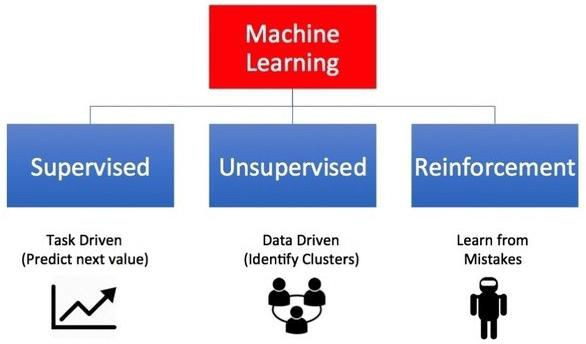 Machine
Learning
Supervised
Unsupervised
Reinforcement
Task Driven
(Predict next value)
Data Driven
(Identify Clusters)
Learn from
Mistakes